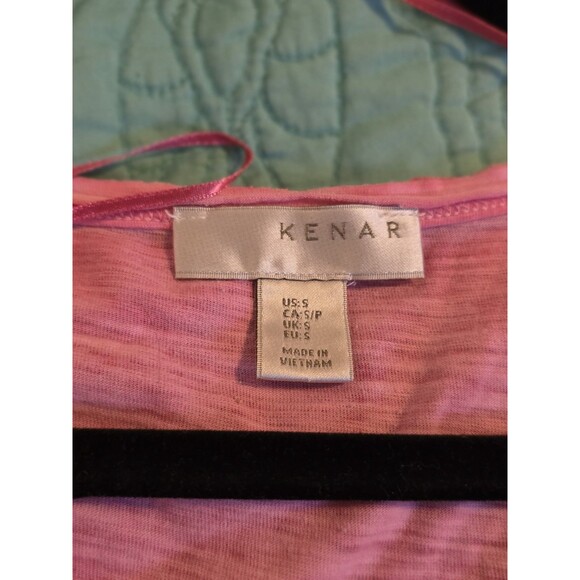 KENAR
US:S
CA:S/P
UK:S
EU:S
MADE IN
VIETNAM